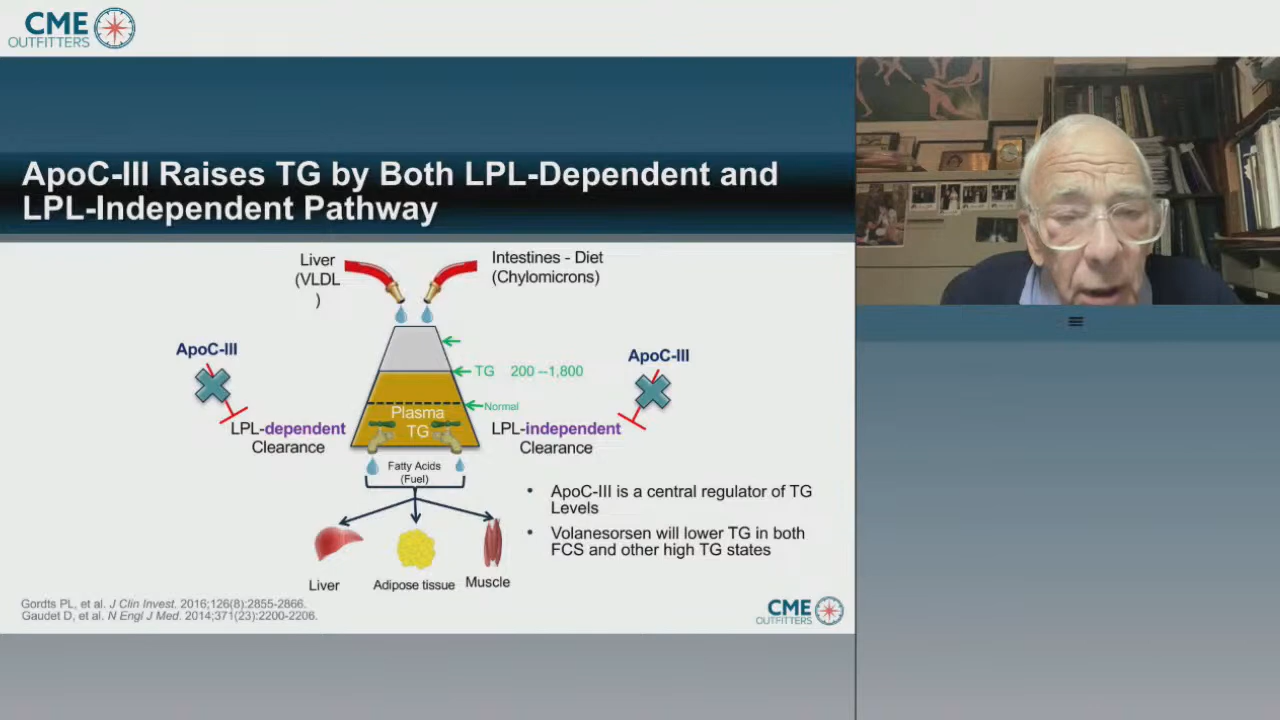 CME
OUTFITTERS
ApoC-III Raises TG by Both LPL-Dependent and
LPL-Independent Pathway
Liver
(VLDL
)
Intestines - Diet
(Chylomicrons)
ApoC-III
ApoC-III
TG 200 --1,800
Normal
Plasma
TG
LPL-dependent
Clearance
LPL-independent
Clearance
Fatty Acids
(Fuel)
• ApoC-III is a central regulator of TG
Levels
• Volanesorsen will lower TG in both
FCS and other high TG states
Liver
Adipose tissue
Muscle
Gordts PL, et al. J Clin Invest. 2016;126(8):2855-2866.
Gaudet D, et al. N Engl J Med. 2014;371(23):2200-2206.
CME
OUTFITTERS